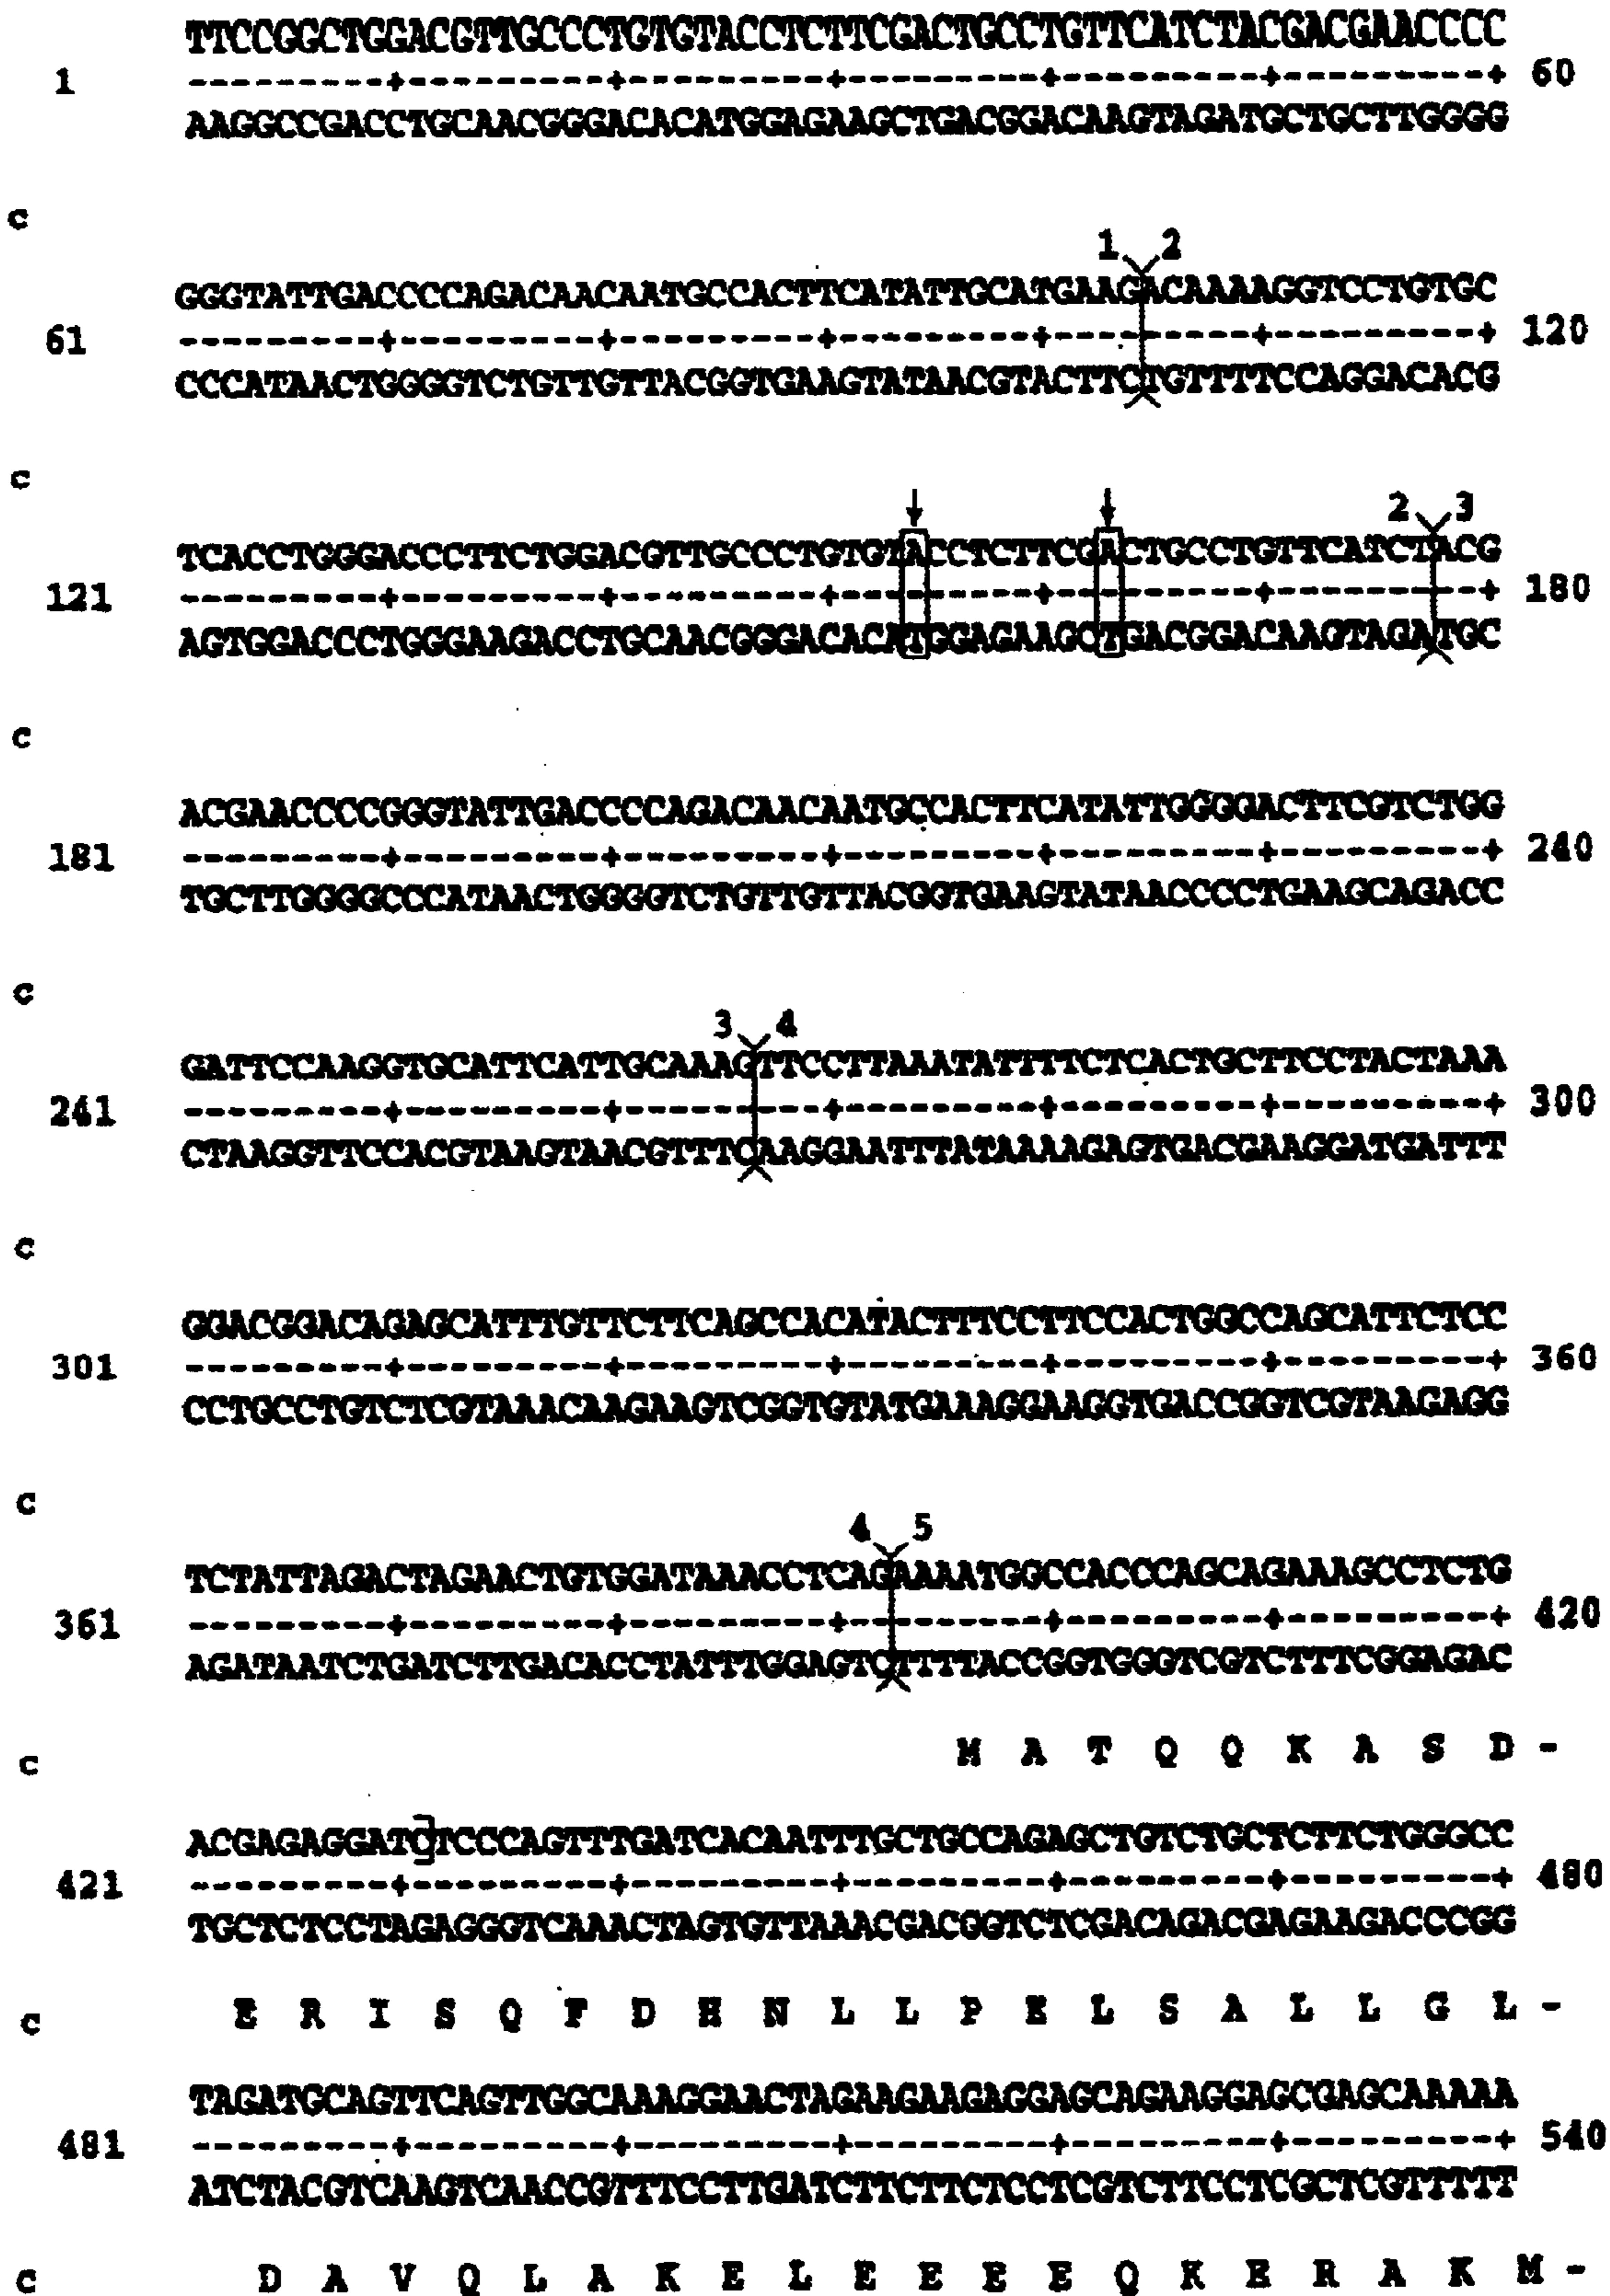 TTCCGGCTGGACGTTGCCCTGTGTACCTCTTCGACTGCCTGTTCATCTACGACGAACCCC
1 ---------+---------+---------+---------+---------+---------+ 60
AAGGCCGACCTGCAACGGGACACATGGAGAAGCTGACGGACAAGTAGATGCTGCTTGGGG
c
1 2
GGGTATTGACCCCAGACAACAATGCCACTTCATATTGCATGAAGACAAAAGGTCCTGTGC
61 ---------+---------+---------+---------+---------+---------+ 120
CCCATAACTGGGGTCTGTTGTTACGGTGAAGTATAACGTACTTCTGTTTTCCAGGACACG
c
2 3
TCACCTGGGACCCTTCTGGACGTTGCCCTGTGTACCTCTTCGACTGCCTGTTCATCTACG
121 ---------+---------+---------+---------+---------+---------+ 180
AGTGGACCCTGGGAAGACCTGCAACGGGACACATGGAGAAGCTGACGGACAAGTAGATGC
c
ACGAACCCCGGGTATTGACCCCAGACAACAATGCCACTTCATATTGGGGACTTCGTCTGG
181 ---------+---------+---------+---------+---------+---------+ 240
TGCTTGGGGCCCATAACTGGGGTCTGTTGTTACGGTGAAGTATAACCCCTGAAGCAGACC
c
3 4
GATTCCAAGGTGCATTCATTGCAAAGTTCCTTAAATATTTTCTCACTGCTTCCTACTAAA
241 ---------+---------+---------+---------+---------+---------+ 300
CTAAGGTTCCACGTAAGTAACGTTTCAAGGAATTTATAAAAGAGTGACGAAGGATGATTT
c
GGACGGACAGAGCATTTGTTCTTCAGCCACATACTTTCCTTCCACTGGCCAGCATTCTCC
301 ---------+---------+---------+---------+---------+---------+ 360
CCTGCCTGTCTCGTAAACAAGAAGTCGGTGTATGAAAGGAAGGTGACCGGTCGTAAGAGG
c
4 5
TCTATTAGACTAGAACTGTGGATAAACCTCAGAAAATGGCCACCCAGCAGAAAGCCTCTG
361 ---------+---------+---------+---------+---------+---------+ 420
AGATAATCTGATCTTGACACCTATTTGGAGTCTTTTACCGGTGGGTCGTCTTTCGGAGAC
c M A T Q Q K A S D -
ACGAGAGGATCTCCCAGTTTGATCACAATTTGCTGCCAGAGCTGTCTGCTCTTCTGGGCC
421 ---------+---------+---------+---------+---------+---------+ 480
TGCTCTCCTAGAGGGTCAAACTAGTGTTAAACGACGGTCTCGACAGACGAGAAGACCCGG
c E R I S Q F D H N L L P E L S A L L G L -
TAGATGCAGTTCAGTTGGCAAAGGAACTAGAAGAAGAGGAGCAGAAGGAGCGAGCAAAAA
481 ---------+---------+---------+---------+---------+---------+ 540
ATCTACGTCAAGTCAACCGTTTCCTTGATCTTCTTCTCCTCGTCTTCCTCGCTCGTTTTT
c D A V Q L A K E L E E E E Q K E R A K M -